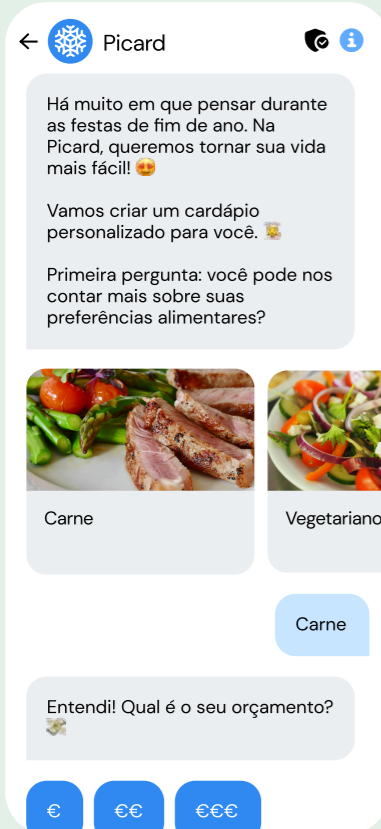 Picard
Há muito em que pensar durante
as festas de fim de ano. Na
Picard, queremos tornar sua vida
mais fácil! 😍
Vamos criar um cardápio
personalizado para você. 👨‍🍳
Primeira pergunta: você pode nos
contar mais sobre suas
preferências alimentares?
Carne
Vegetariano
Carne
Entendi! Qual é o seu orçamento?
💸
€
€€
€€€